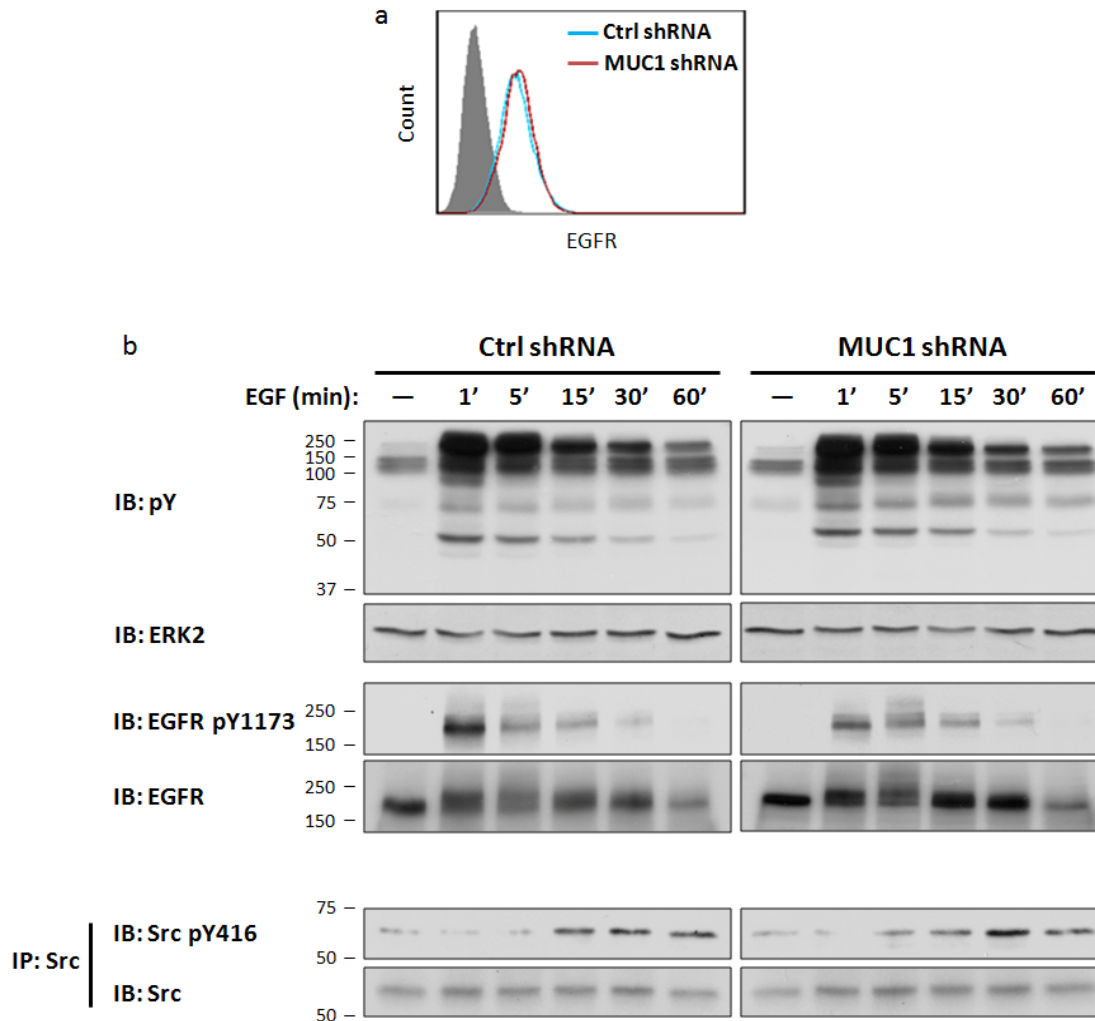 a
Ctrl shRNA
MUC1 shRNA
Count
EGFR
b
Ctrl shRNA MUC1 shRNA
EGF (min): — 1’ 5’ 15’ 30’ 60’ — 1’ 5’ 15’ 30’ 60’
250 –
150 –
100 –
IB: pY
75 –
50 –
37 –
IB: ERK2
250 –
IB: EGFR pY1173
150 –
250 –
IB: EGFR
150 –
75 –
IB: Src pY416
IP: Src
50 –
IB: Src
50 –